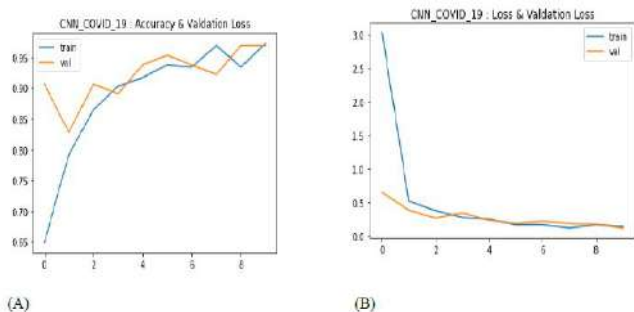 CNN_COVID_19 : Accuracy & Valdation Loss
train
val
0.95
0.90
0.85
0.80
0.75
0.70
0.65
0 2 4 6 8
(A)
CNN_COVID_19 : Loss & Valdation Loss
train
val
3.0
2.5
2.0
1.5
1.0
0.5
0.0
0 2 4 6 8
(B)